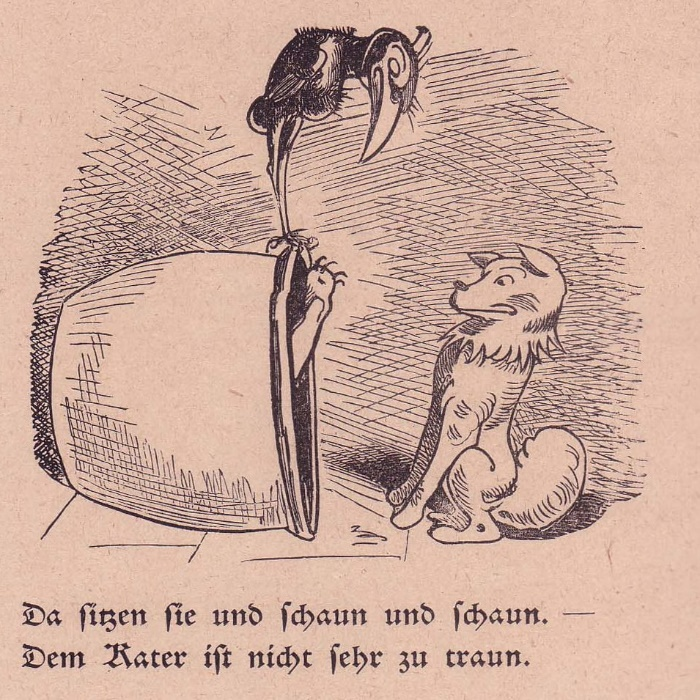 Da sitzen sie und schaun und schaun. —
Dem Kater ist nicht sehr zu traun.